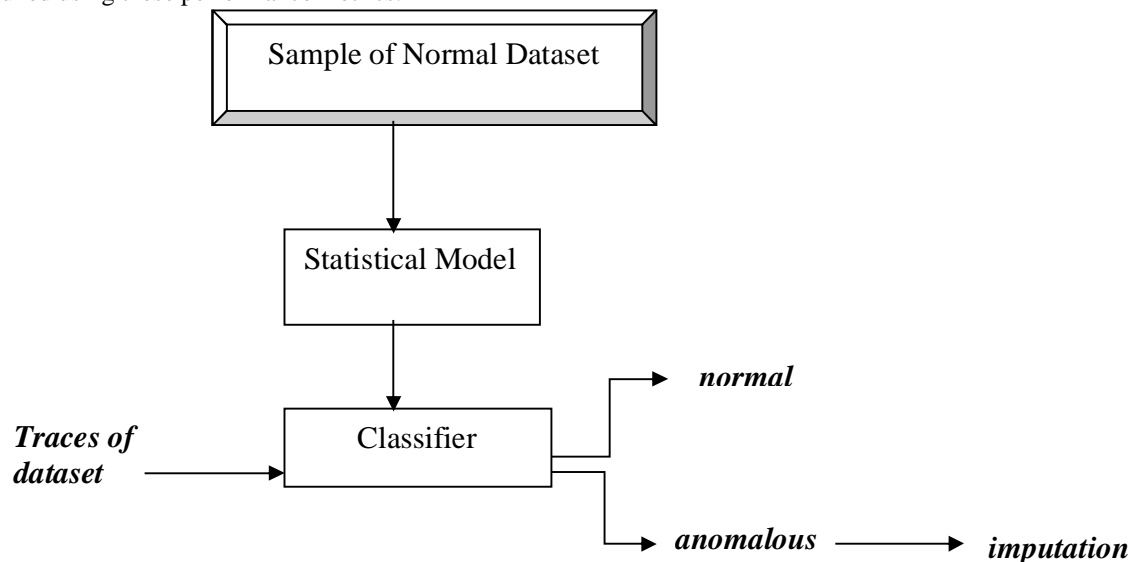 Sample of Normal Dataset
Statistical Model
normal
Classifier
Traces of
dataset
anomalous
imputation